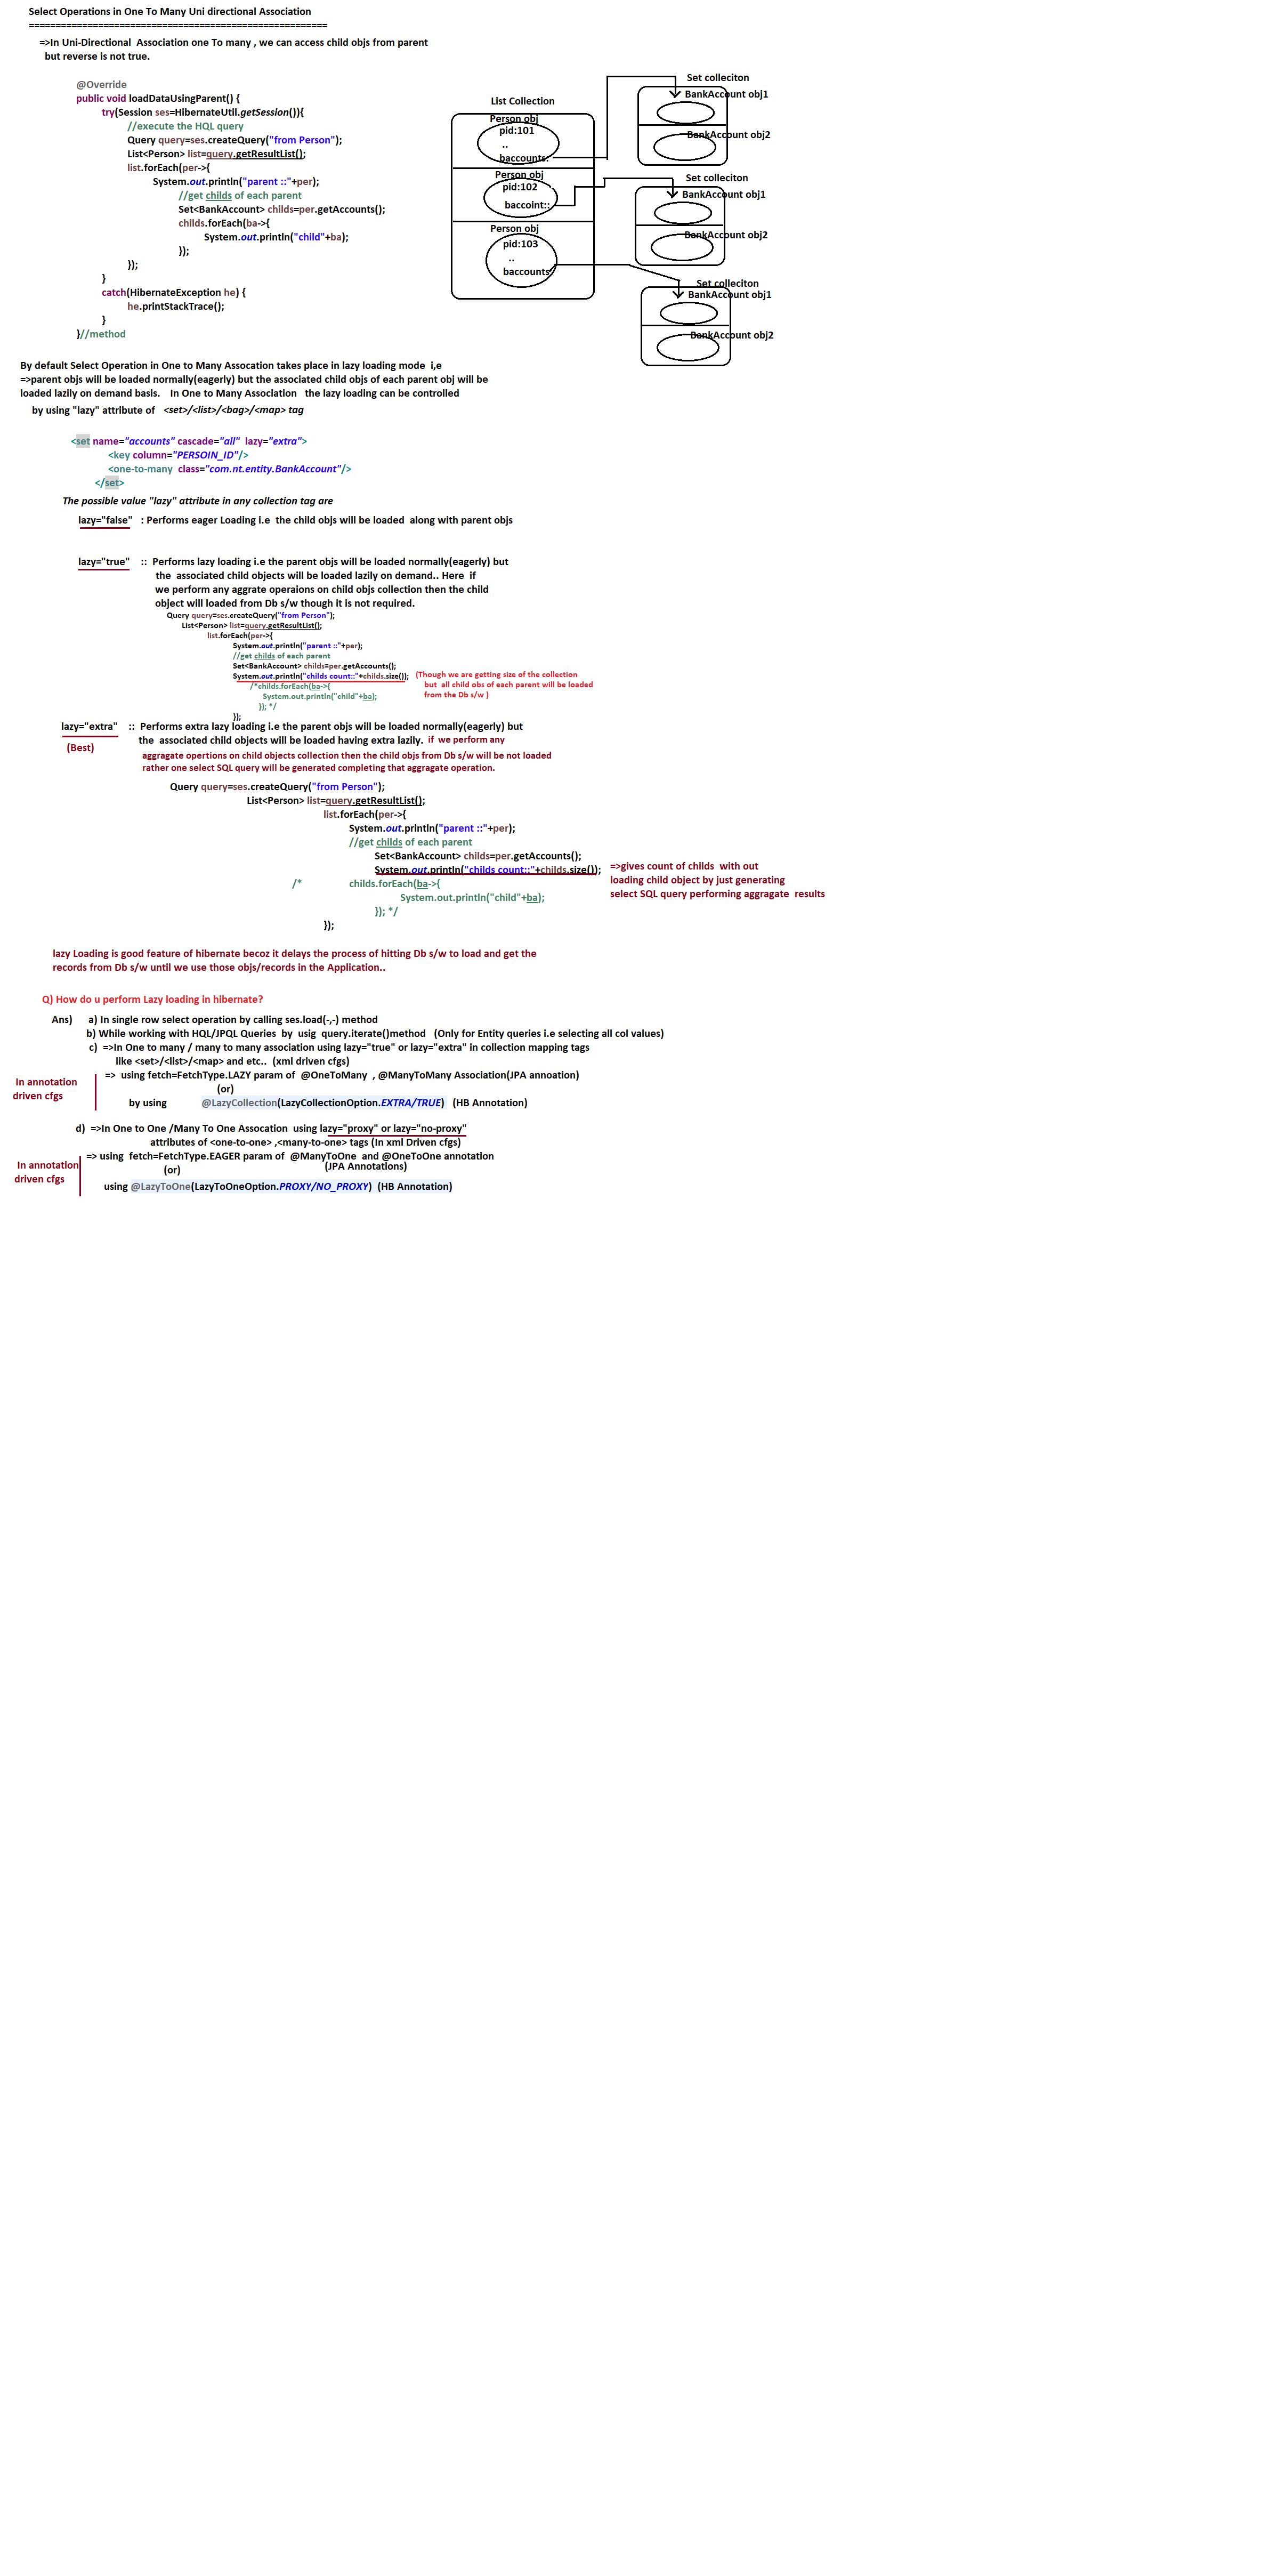 Select Operations in One To Many Uni directional Association
========================================================
=>In Uni-Directional  Association one To many , we can access child objs from parent
but reverse is not true.
@Override
public void loadDataUsingParent() {
try(Session ses=HibernateUtil.getSession()){
//execute the HQL query
Query query=ses.createQuery("from Person");
List<Person> list=query.getResultList();
list.forEach(per->{
System.out.println("parent ::"+per);
//get childs of each parent
Set<BankAccount> childs=per.getAccounts();
childs.forEach(ba->{
System.out.println("child"+ba);
});
});
}
catch(HibernateException he) {
he.printStackTrace();
}
}//method
List Collection
Person obj
pid:101
..
baccounts:
Person obj
pid:102
baccoint::
Person obj
pid:103
..
baccounts
Set colleciton
BankAccount obj1
BankAccount obj2
Set colleciton
BankAccount obj1
BankAccount obj2
Set colleciton
BankAccount obj1
BankAccount obj2
By default Select Operation in One to Many Assocation takes place in lazy loading mode  i,e
=>parent objs will be loaded normally(eagerly) but the associated child objs of each parent obj will be
loaded lazily on demand basis.    In One to Many Association   the lazy loading can be controlled
by using "lazy" attribute of   <set>/<list>/<bag>/<map> tag
<set name="accounts" cascade="all"  lazy="extra">
<key column="PERSOIN_ID"/>
<one-to-many  class="com.nt.entity.BankAccount"/>
</set>
The possible value "lazy" attribute in any collection tag are
lazy="false"   : Performs eager Loading i.e  the child objs will be loaded  along with parent objs
lazy="true"    ::  Performs lazy loading i.e the parent objs will be loaded normally(eagerly) but
the  associated child objects will be loaded lazily on demand.. Here  if
we perform any aggrate operaions on child objs collection then the child
object will loaded from Db s/w though it is not required.
Query query=ses.createQuery("from Person");
List<Person> list=query.getResultList();
list.forEach(per->{
System.out.println("parent ::"+per);
//get childs of each parent
Set<BankAccount> childs=per.getAccounts();
System.out.println("childs count::"+childs.size());   (Though we are getting size of the collection
/*childs.forEach(ba->{   but  all child obs of each parent will be loaded
System.out.println("child"+ba);   from the Db s/w )
}); */
});
lazy="extra"    ::  Performs extra lazy loading i.e the parent objs will be loaded normally(eagerly) but
(Best)   the  associated child objects will be loaded having extra lazily.  if  we perform any
aggragate opertions on child objects collection then the child objs from Db s/w will be not loaded
rather one select SQL query will be generated completing that aggragate operation.
Query query=ses.createQuery("from Person");
List<Person> list=query.getResultList();
list.forEach(per->{
System.out.println("parent ::"+per);
//get childs of each parent
Set<BankAccount> childs=per.getAccounts();
System.out.println("childs count::"+childs.size());   =>gives count of childs  with out
/*   childs.forEach(ba->{   loading child object by just generating
System.out.println("child"+ba);   select SQL query performing aggragate  results
}); */
});
lazy Loading is good feature of hibernate becoz it delays the process of hitting Db s/w to load and get the
records from Db s/w until we use those objs/records in the Application..
Q) How do u perform Lazy loading in hibernate?
Ans)      a) In single row select operation by calling ses.load(-,-) method
b) While working with HQL/JPQL Queries  by  usig  query.iterate()method   (Only for Entity queries i.e selecting all col values)
c)  =>In One to many / many to many association using lazy="true" or lazy="extra" in collection mapping tags
like <set>/<list>/<map> and etc..  (xml driven cfgs)
In annotation
driven cfgs
=>  using fetch=FetchType.LAZY param of  @OneToMany  , @ManyToMany Association(JPA annoation)
(or)
by using   @LazyCollection(LazyCollectionOption.EXTRA/TRUE)   (HB Annotation)
d)  =>In One to One /Many To One Assocation  using lazy="proxy" or lazy="no-proxy"
attributes of <one-to-one> ,<many-to-one> tags (In xml Driven cfgs)
In annotation
driven cfgs
=> using  fetch=FetchType.EAGER param of  @ManyToOne  and @OneToOne annotation
(or)   (JPA Annotations)
using @LazyToOne(LazyToOneOption.PROXY/NO_PROXY)  (HB Annotation)